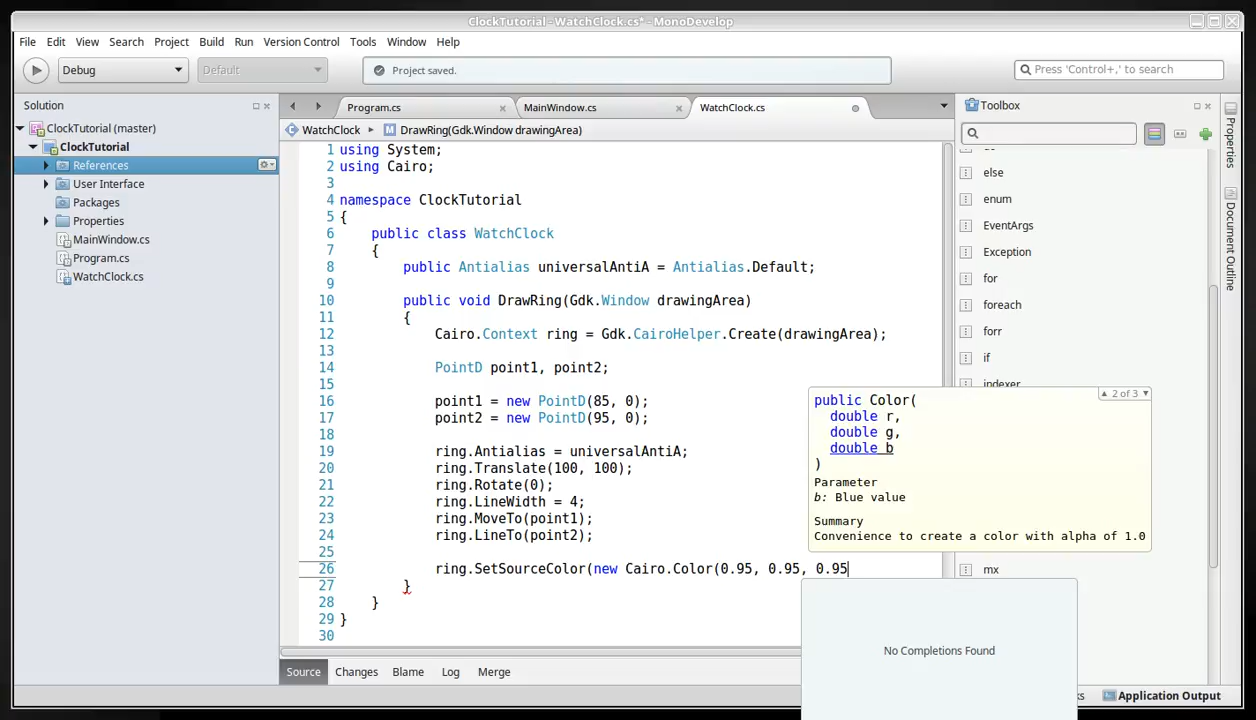 ClockTutorial - WatchClock.cs* - MonoDevelop
File Edit View Search Project Build Run Version Control Tools Window Help
Debug Default Project saved. Press 'Control+,' to search
Solution
ClockTutorial (master)
ClockTutorial
References
User Interface
Packages
Properties
MainWindow.cs
Program.cs
WatchClock.cs
Program.cs MainWindow.cs WatchClock.cs
WatchClock DrawRing(Gdk.Window drawingArea)
1 using System;
2 using Cairo;
3
4 namespace ClockTutorial
5 {
6 public class WatchClock
7 {
8 public Antialias universalAntiA = Antialias.Default;
9
10 public void DrawRing(Gdk.Window drawingArea)
11 {
12 Cairo.Context ring = Gdk.CairoHelper.Create(drawingArea);
13
14 PointD point1, point2;
15
16 point1 = new PointD(85, 0);
17 point2 = new PointD(95, 0);
18
19 ring.Antialias = universalAntiA;
20 ring.Translate(100, 100);
21 ring.Rotate(0);
22 ring.LineWidth = 4;
23 ring.MoveTo(point1);
24 ring.LineTo(point2);
25
26 ring.SetSourceColor(new Cairo.Color(0.95, 0.95, 0.95
27 }
28 }
29 }
30
2 of 3
public Color(
double r,
double g,
double b
)
Parameter
b: Blue value
Summary
Convenience to create a color with alpha of 1.0
No Completions Found
Toolbox
else
enum
EventArgs
Exception
for
foreach
forr
if
indexer
mx
Properties
Document Outline
Source Changes Blame Log Merge
Application Output